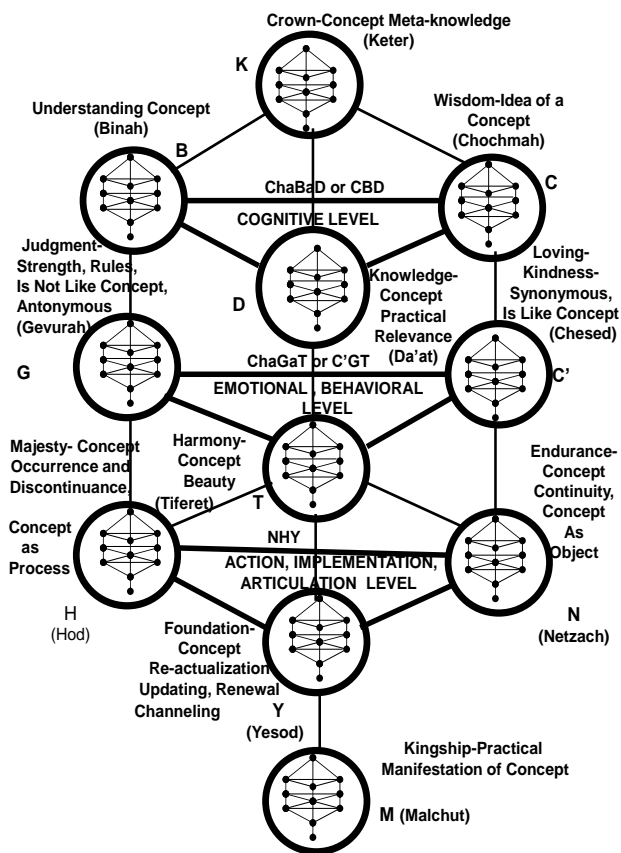 Crown-Concept Meta-knowledge
(Keter)
K
Understanding Concept
(Binah)
B
Wisdom-Idea of a
Concept
(Chochmah)
C
ChaBaD or CBD
COGNITIVE LEVEL
Judgment-
Strength, Rules,
Is Not Like Concept,
Antonymous
(Gevurah)
G
D
Knowledge-
Concept
Practical
Relevance
(Da'at)
Loving-
Kindness-
Synonymous,
Is Like Concept
(Chesed)
C'
ChaGaT or C'GT
EMOTIONAL , BEHAVIORAL
LEVEL
Majesty- Concept
Occurrence and
Discontinuance,
Concept
as
Process
H
(Hod)
Harmony-
Concept
Beauty
(Tiferet)
T
Endurance-
Concept
Continuity,
Concept
As
Object
N
(Netzach)
NHY
ACTION, IMPLEMENTATION,
ARTICULATION LEVEL
Foundation-
Concept
Re-actualization
Updating, Renewal
Channeling
Y
(Yesod)
Kingship-Practical
Manifestation of Concept
M (Malchut)